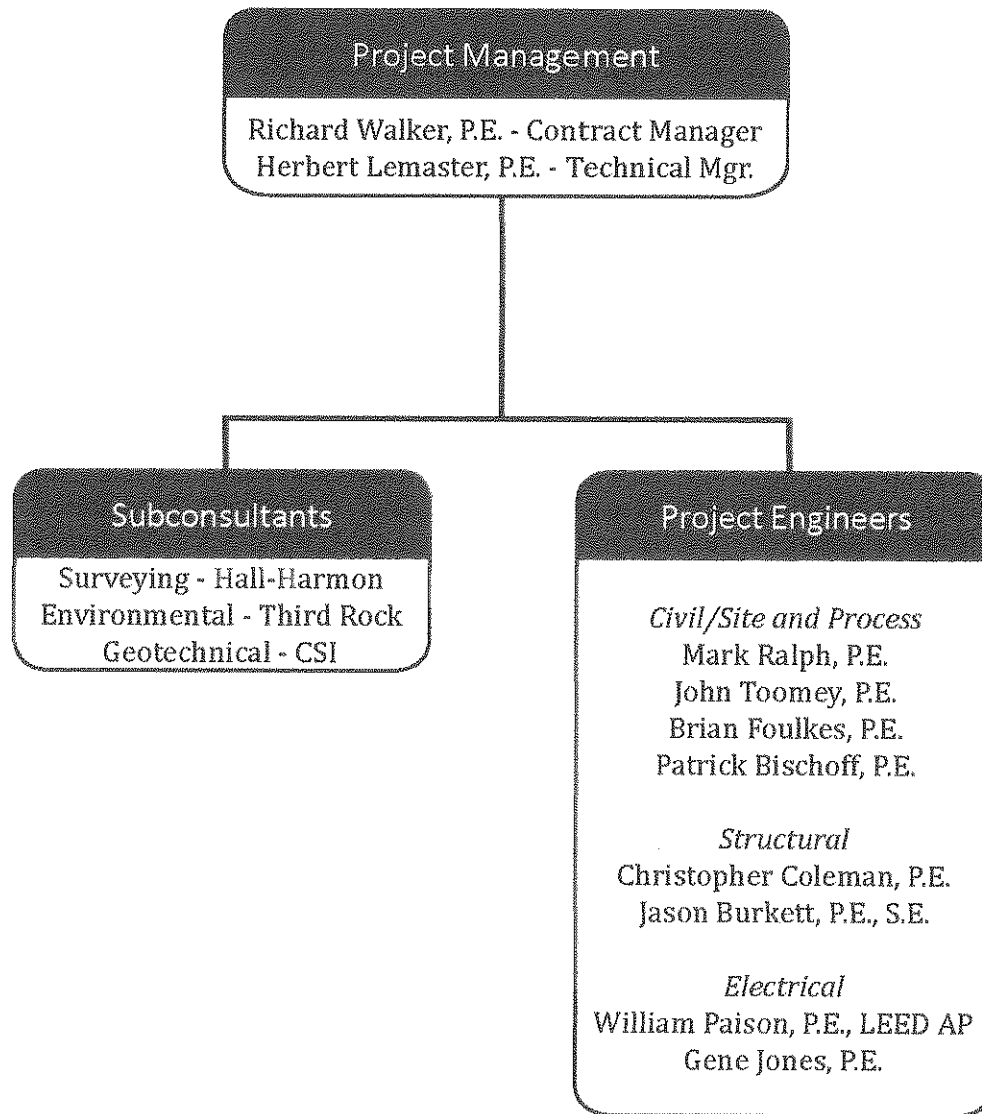 Project Management
Richard Walker, P.E. - Contract Manager
Herbert Lemaster, P.E. - Technical Mgr.
Subconsultants
Surveying - Hall-Harmon
Environmental - Third Rock
Geotechnical - CSI
Project Engineers
Civil/Site and Process
Mark Ralph, P.E.
John Toomey, P.E.
Brian Foulkes, P.E.
Patrick Bischoff, P.E.
Structural
Christopher Coleman, P.E.
Jason Burkett, P.E., S.E.
Electrical
William Paison, P.E., LEED AP
Gene Jones, P.E.